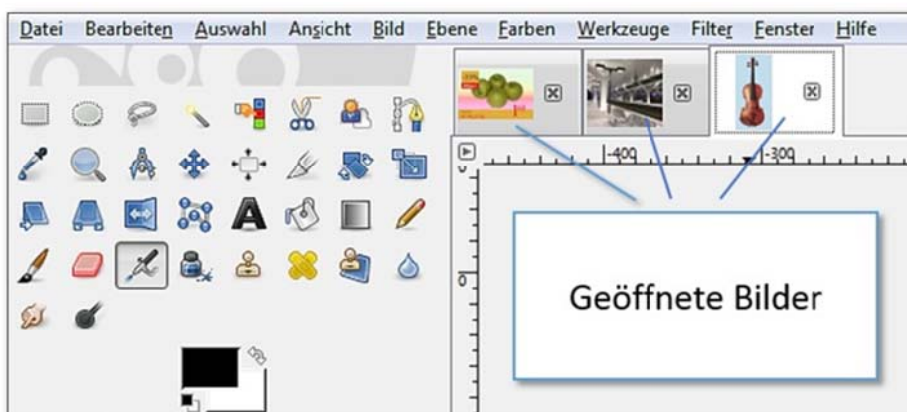 Datei Bearbeiten Auswahl Ansicht Bild Ebene Farben Werkzeuge Filter Fenster Hilfe
-400 -300
0
Geöffnete Bilder